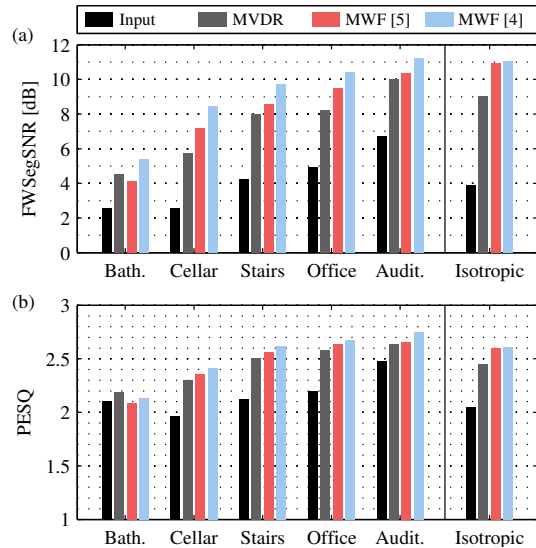 Input MVDR MWF [5] MWF [4]
(a)
FWSegSNR [dB]
12
10
8
6
4
2
0
Bath. Cellar Stairs Office Audit. Isotropic
(b)
PESQ
3
2.5
2
1.5
1
Bath. Cellar Stairs Office Audit. Isotropic